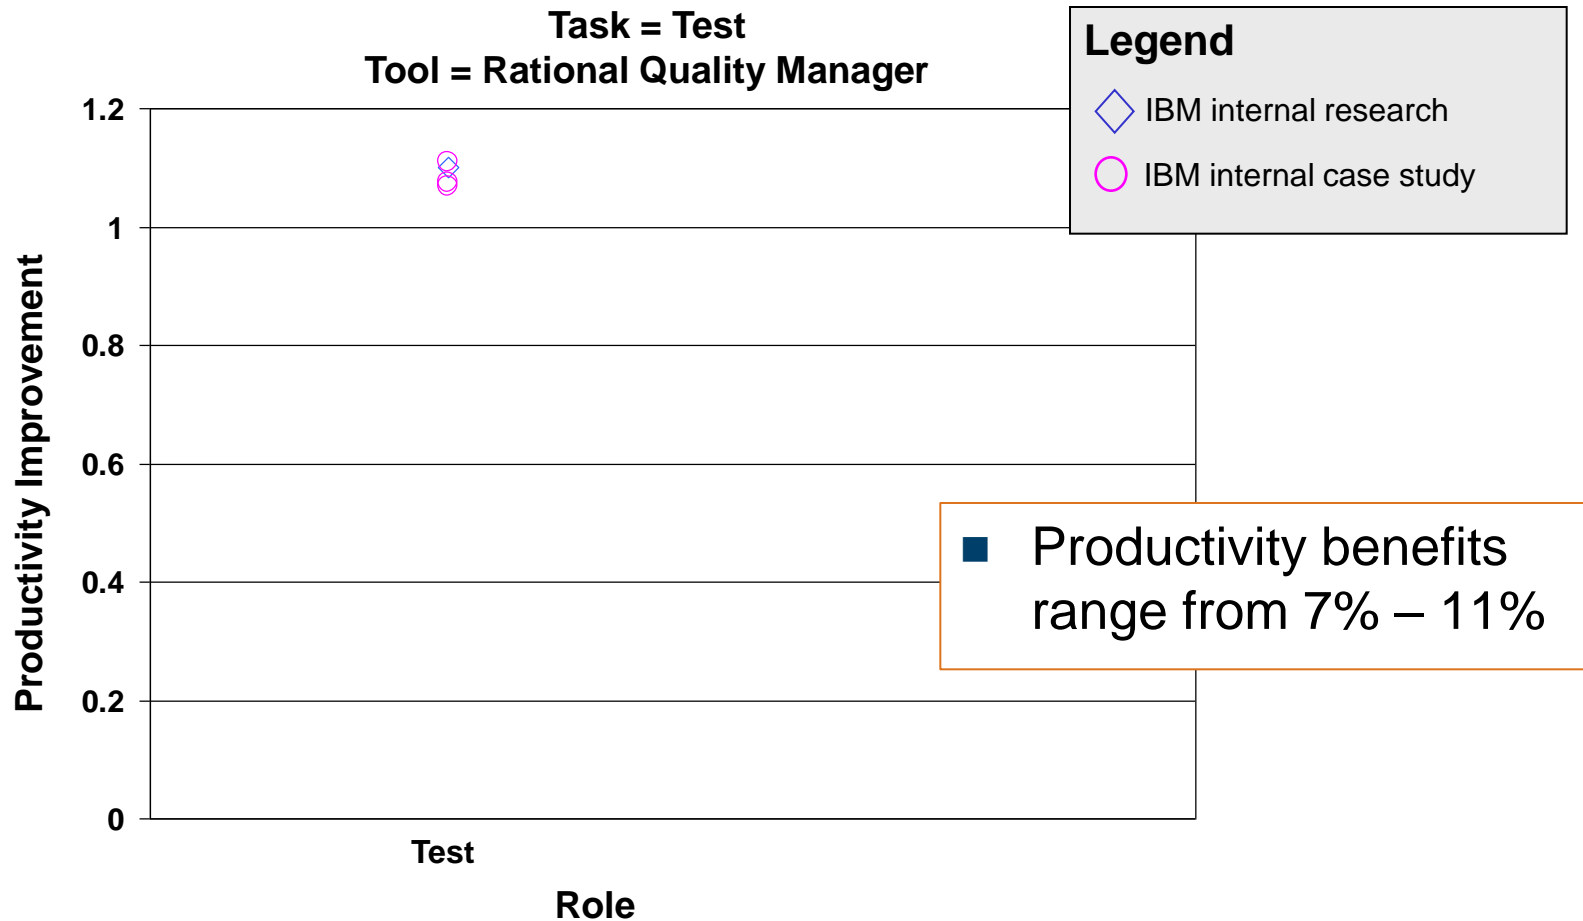 Task = Test
Tool = Rational Quality Manager
Legend
IBM internal research
IBM internal case study
1.2
1
0.8
0.6
0.4
0.2
0
Productivity Improvement
Productivity benefits
range from 7% – 11%
Test
Role